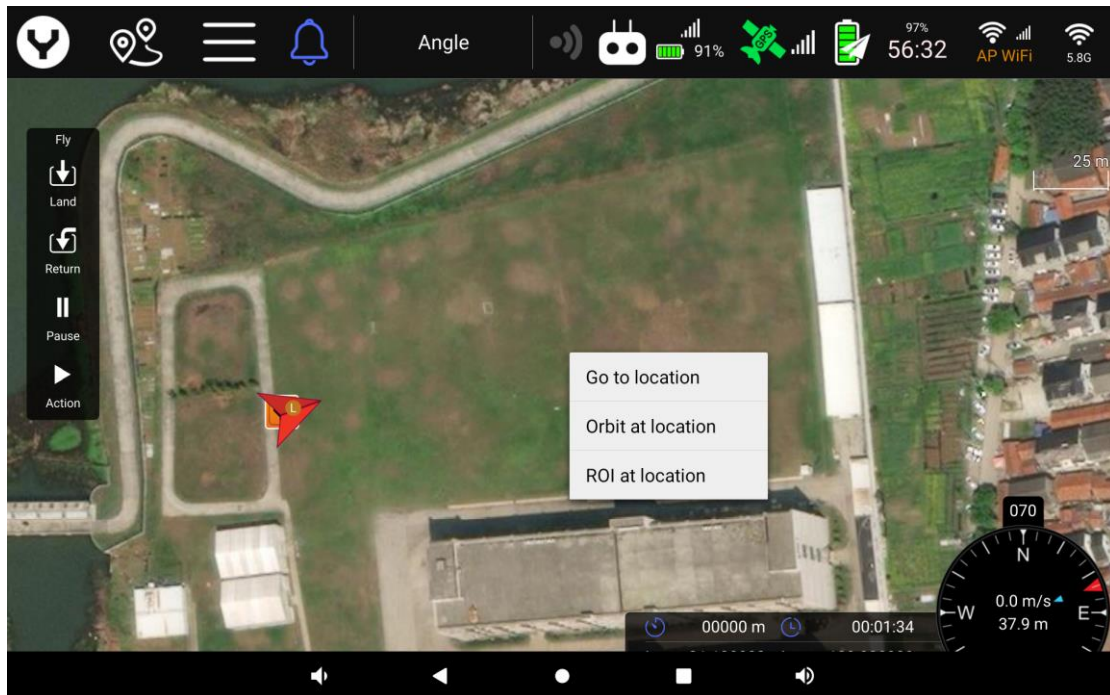 Angle
91%
GPS
97%
56:32
AP WiFi
5.8G
Fly
Land
Return
Pause
Action
L
25 m
Go to location
Orbit at location
ROI at location
070
N
W
E
0.0 m/s
37.9 m
00000 m
00:01:34